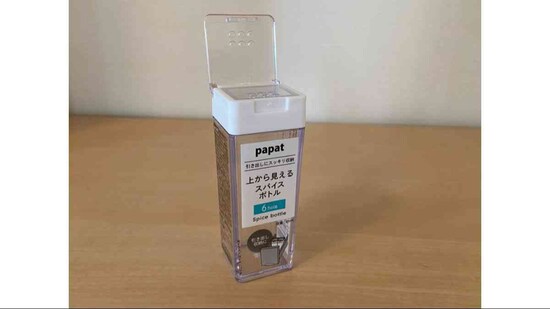 papat
引き出しにスッキリ収納
上から見える
スパイス
ボトル
Spice bottle